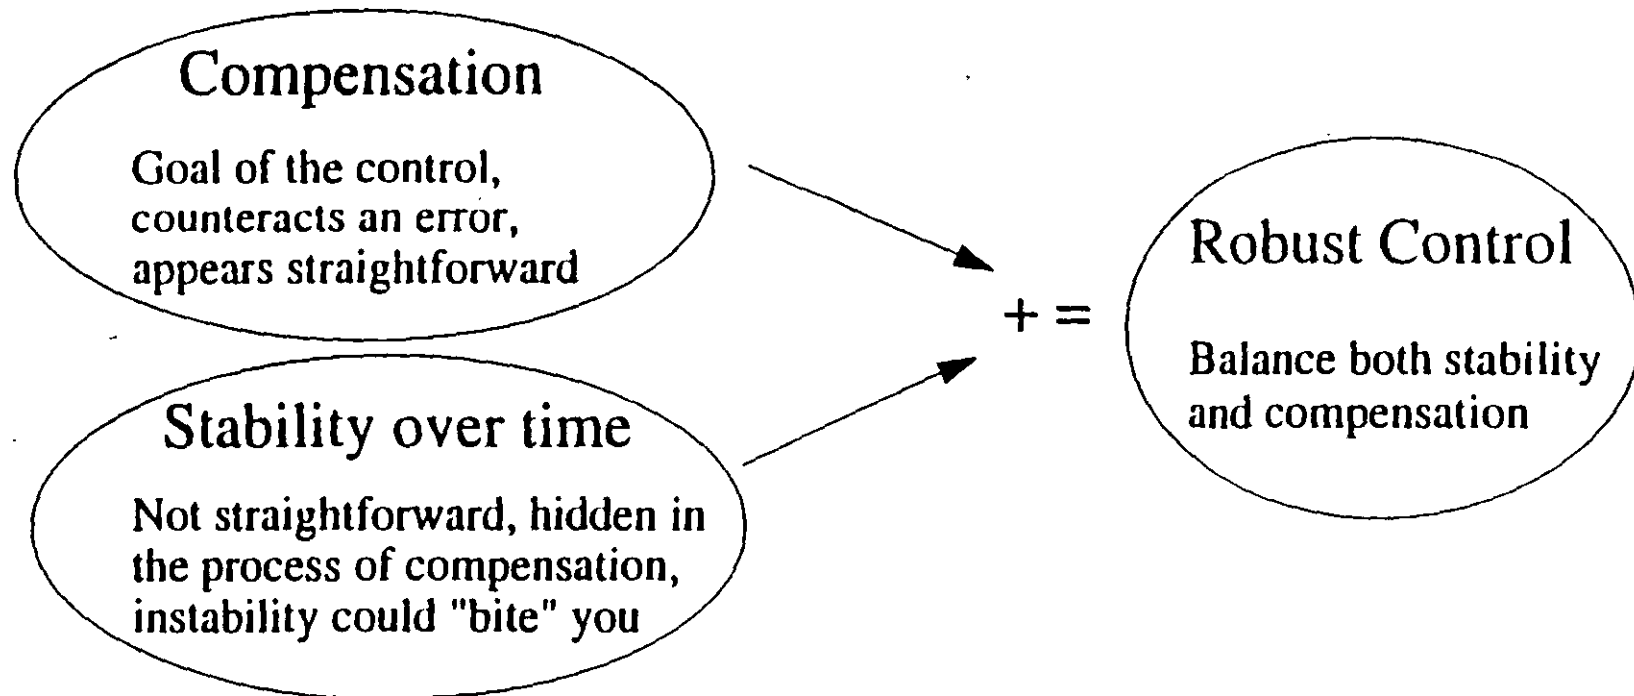 Compensation
Goal of the control,
counteracts an error,
appears straightforward
Stability over time
Not straightforward, hidden in
the process of compensation,
instability could "bite" you
+ =
Robust Control
Balance both stability
and compensation